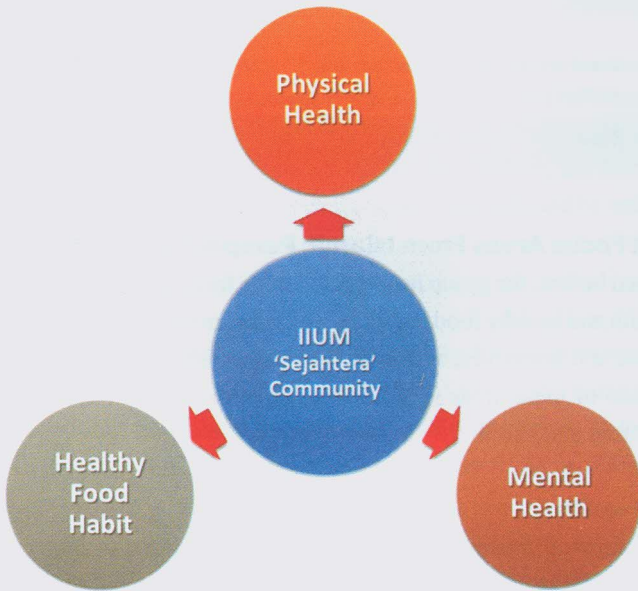 Physical
Health
IIUM
'Sejahtera'
Community
Healthy
Food
Habit
Mental
Health